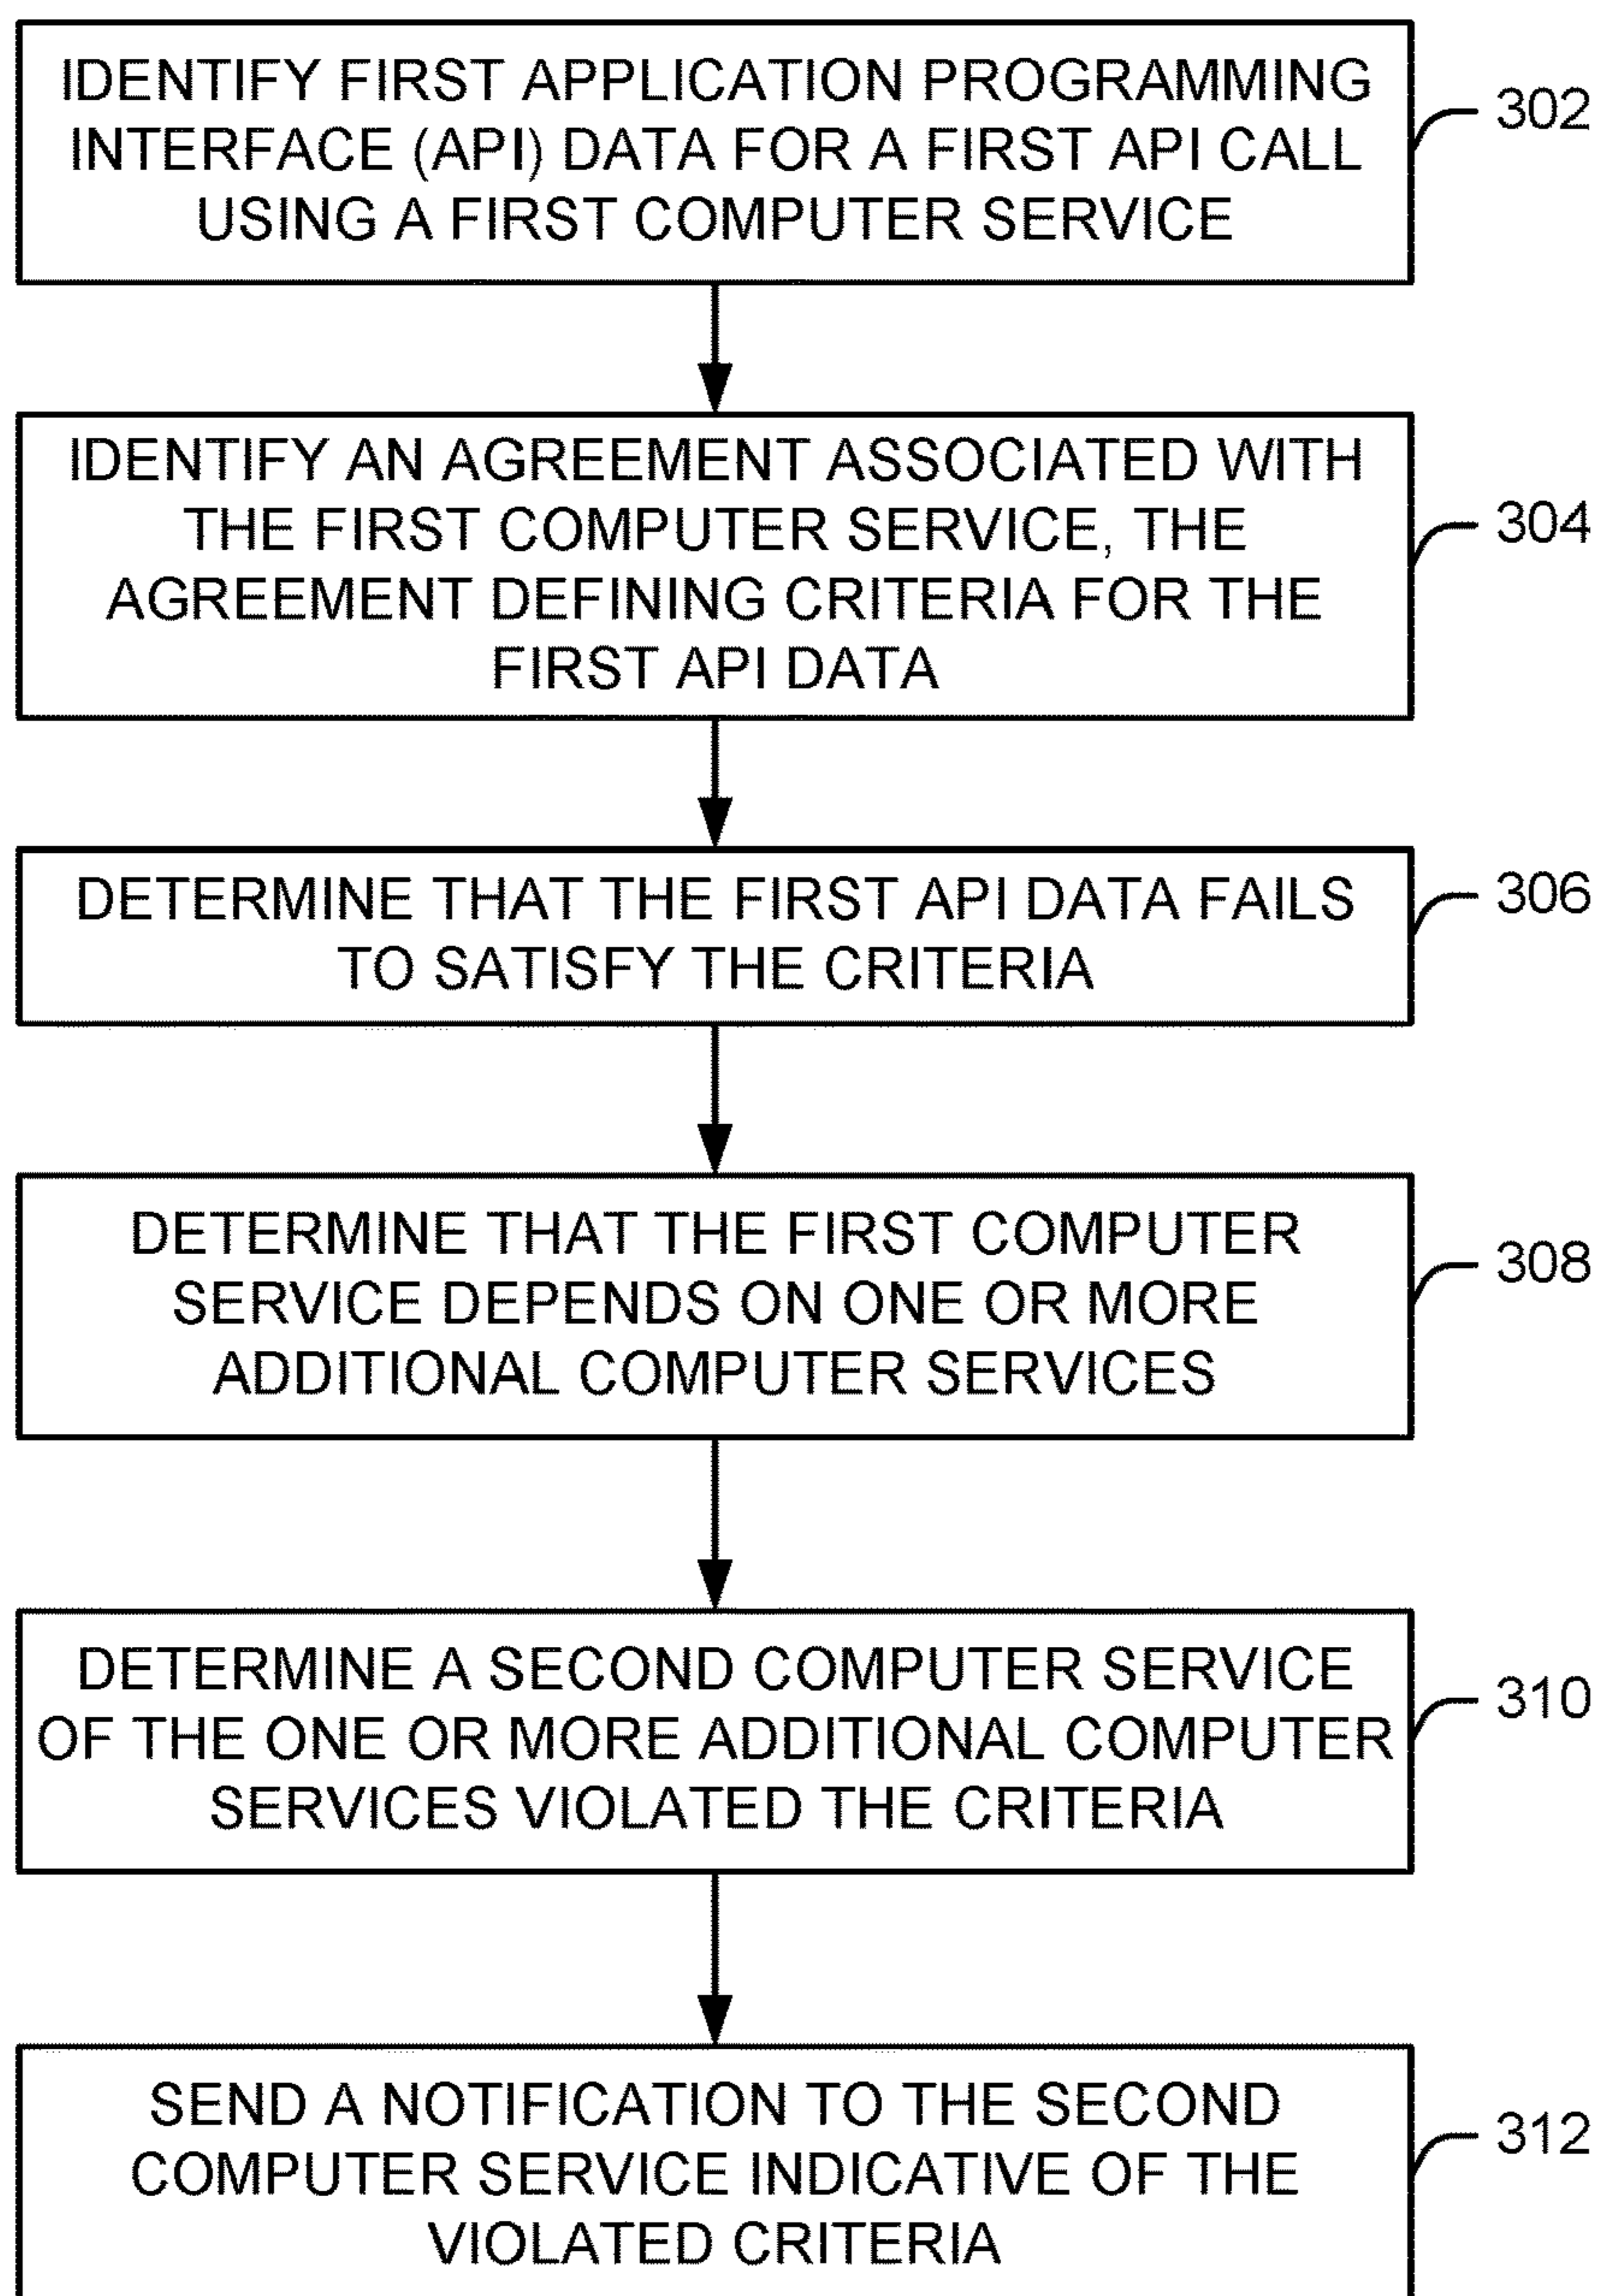 IDENTIFY FIRST APPLICATION PROGRAMMING
INTERFACE (API) DATA FOR A FIRST API CALL
USING A FIRST COMPUTER SERVICE
302
IDENTIFY AN AGREEMENT ASSOCIATED WITH
THE FIRST COMPUTER SERVICE, THE
AGREEMENT DEFINING CRITERIA FOR THE
FIRST API DATA
304
DETERMINE THAT THE FIRST API DATA FAILS
TO SATISFY THE CRITERIA
306
DETERMINE THAT THE FIRST COMPUTER
SERVICE DEPENDS ON ONE OR MORE
ADDITIONAL COMPUTER SERVICES
308
DETERMINE A SECOND COMPUTER SERVICE
OF THE ONE OR MORE ADDITIONAL COMPUTER
SERVICES VIOLATED THE CRITERIA
310
SEND A NOTIFICATION TO THE SECOND
COMPUTER SERVICE INDICATIVE OF THE
VIOLATED CRITERIA
312